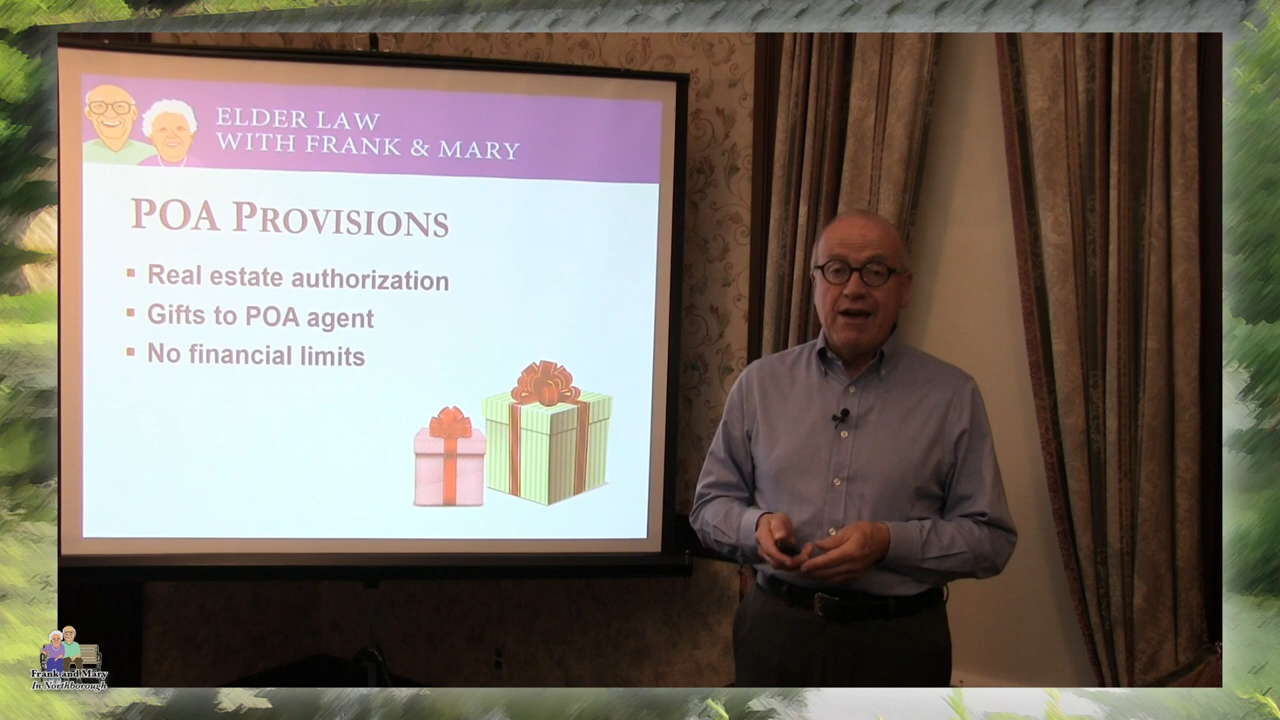 ELDER LAW
WITH FRANK & MARY
POA PROVISIONS
Real estate authorization
Gifts to POA agent
No financial limits
Frank and Mary
In Northborough